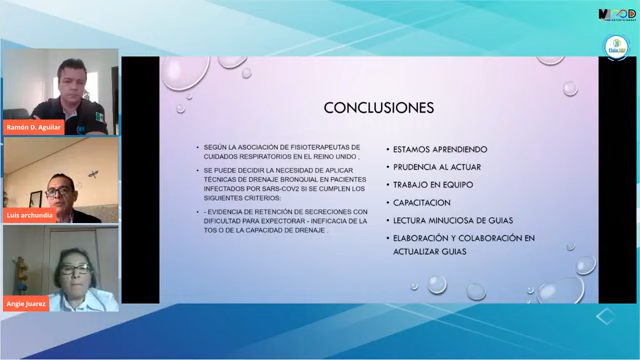 Ramón D. Aguilar
Luis archundia
Angie Juarez
CONCLUSIONES
• SEGÚN LA ASOCIACIÓN DE FISIOTERAPEUTAS DE
CUIDADOS RESPIRATORIOS EN EL REINO UNIDO ,
• SE PUEDE DECIDIR LA NECESIDAD DE APLICAR
TÉCNICAS DE DRENAJE BRONQUIAL EN PACIENTES
INFECTADOS POR SARS-COV2 SI SE CUMPLEN LOS
SIGUIENTES CRITERIOS:
• - EVIDENCIA DE RETENCIÓN DE SECRECIONES CON
DIFICULTAD PARA EXPECTORAR - INEFICACIA DE LA
TOS O DE LA CAPACIDAD DE DRENAJE .
• ESTAMOS APRENDIENDO
• PRUDENCIA AL ACTUAR
• TRABAJO EN EQUIPO
• CAPACITACION
• LECTURA MINUCIOSA DE GUIAS
• ELABORACIÓN Y COLABORACIÓN EN
ACTUALIZAR GUIAS